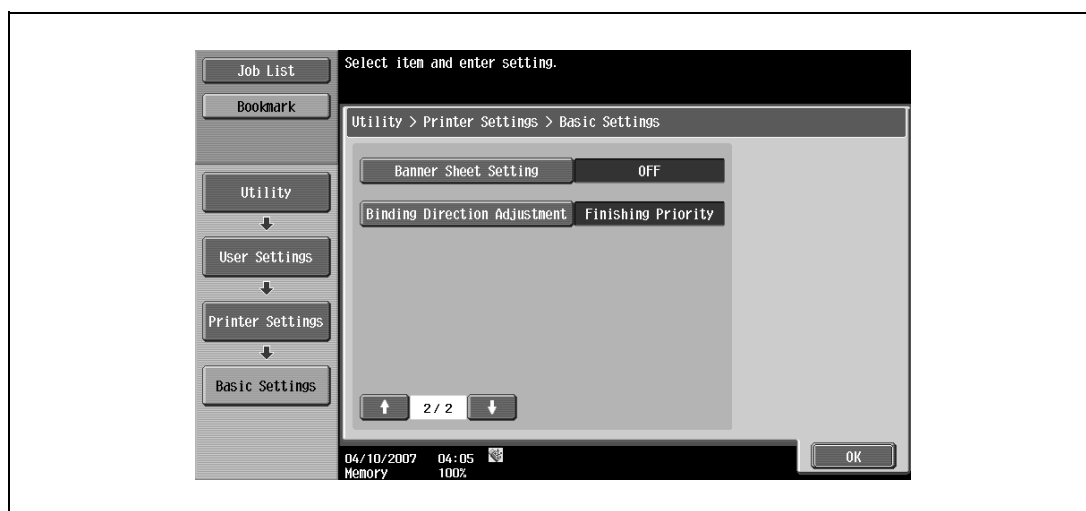 Job List
Bookmark
Select item and enter setting.
Utility > Printer Settings > Basic Settings
Banner Sheet Setting OFF
Binding Direction Adjustment Finishing Priority
Utility
User Settings
Printer Settings
Basic Settings
2/2
04/10/2007 04:05
Memory 100%
OK